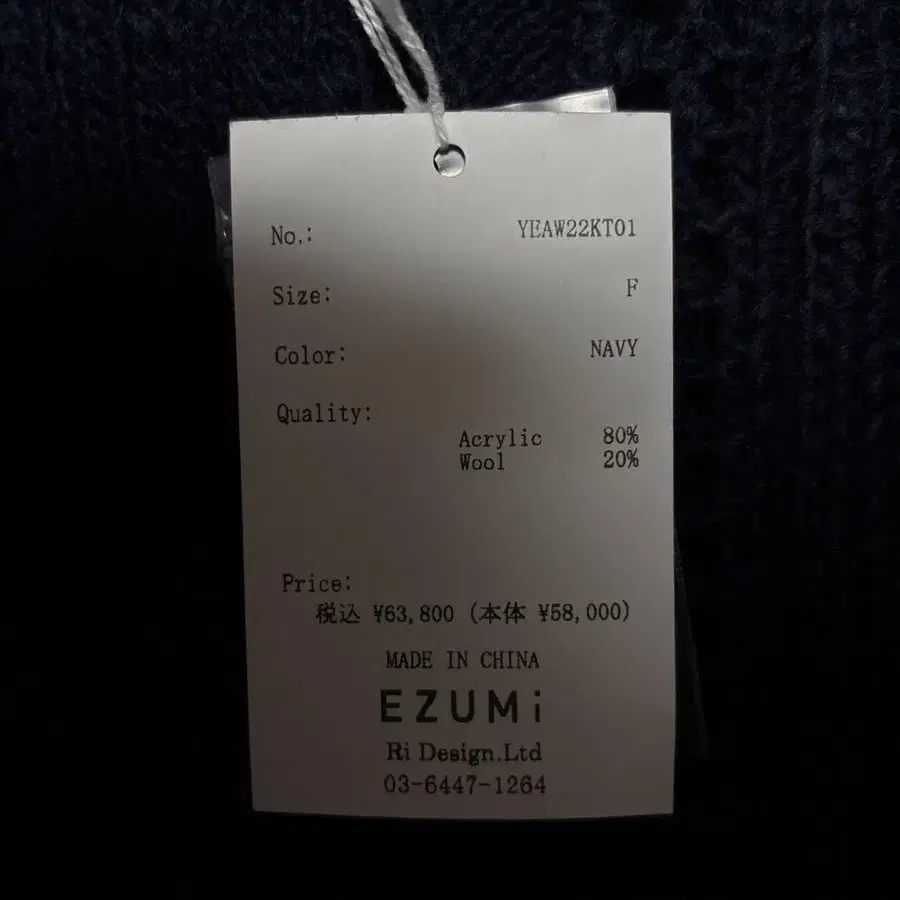 No.: YEAW22KT01
Size: F
Color: NAVY
Quality:
Acrylic 80%
Wool 20%
Price:
税込 ¥63,800 (本体 ¥58,000)
MADE IN CHINA
EZUMi
Ri Design.Ltd
03-6447-1264